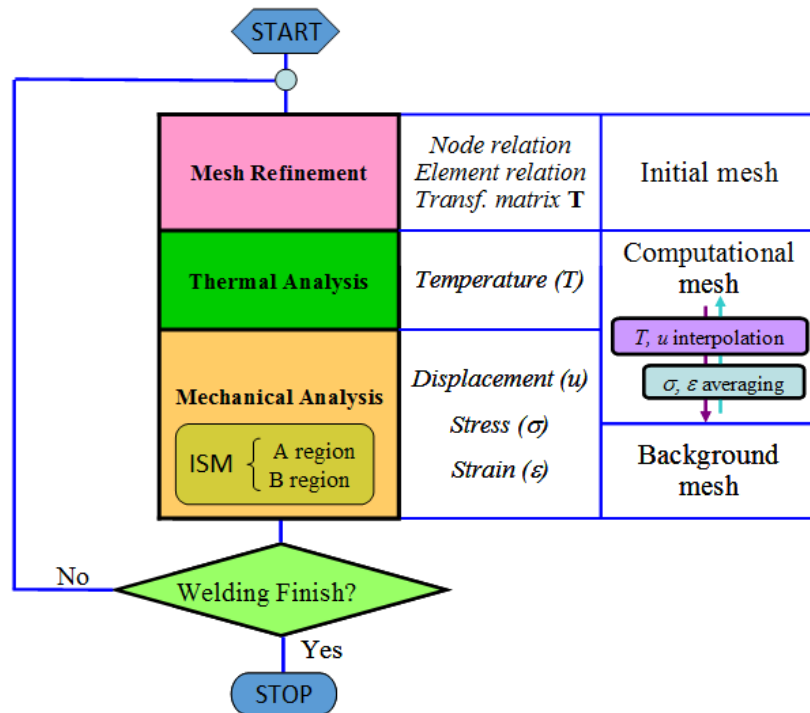 START
Mesh Refinement
Node relation
Element relation
Transf. matrix T
Initial mesh
Thermal Analysis
Temperature (T)
Computational
mesh
T, u interpolation
σ, ε averaging
Mechanical Analysis
ISM { A region
B region
Displacement (u)
Stress (σ)
Strain (ε)
Background
mesh
No
Welding Finish?
Yes
STOP